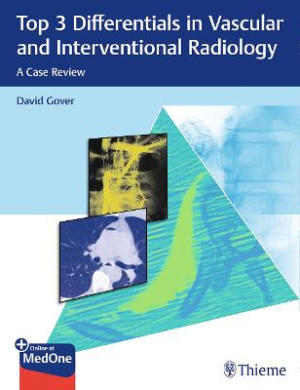 Top 3 Differentials in Vascular
and Interventional Radiology
A Case Review
David Gover
+ Online at
MedOne
Thieme